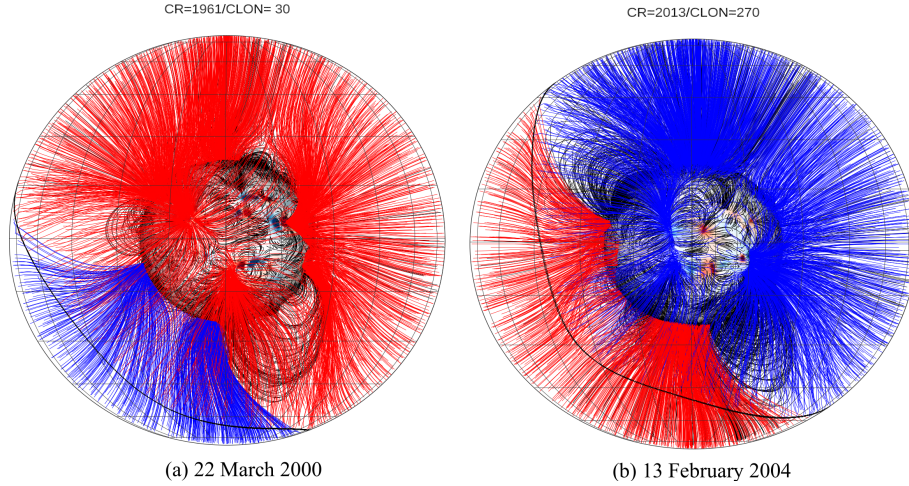 CR=1961/CLON= 30
CR=2013/CLON=270
(a) 22 March 2000
(b) 13 February 2004